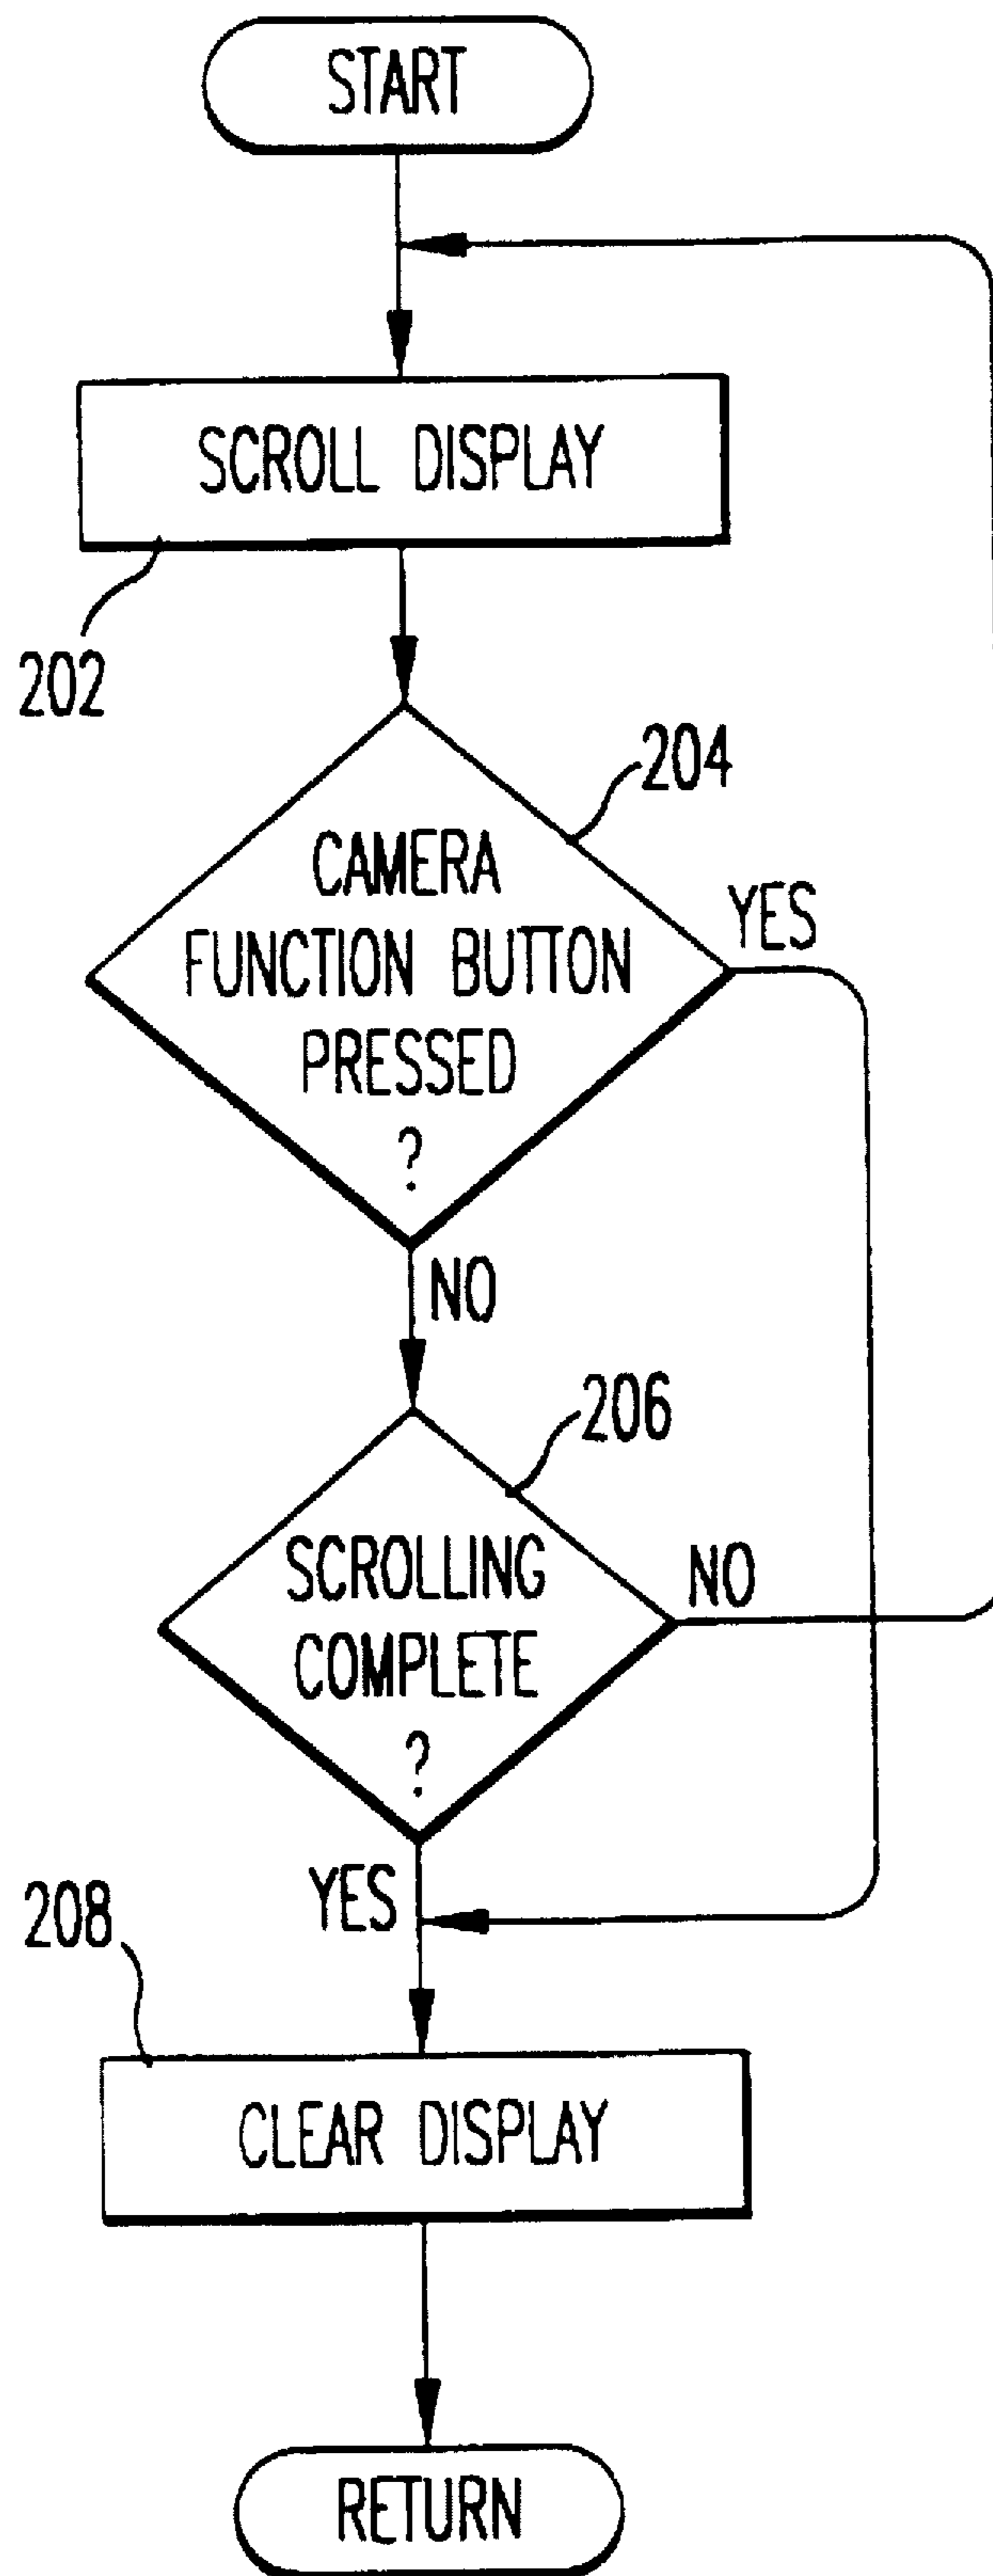 START
SCROLL DISPLAY
202
204
CAMERA
FUNCTION BUTTON
PRESSED
?
YES
NO
206
SCROLLING
COMPLETE
?
NO
YES
208
CLEAR DISPLAY
RETURN